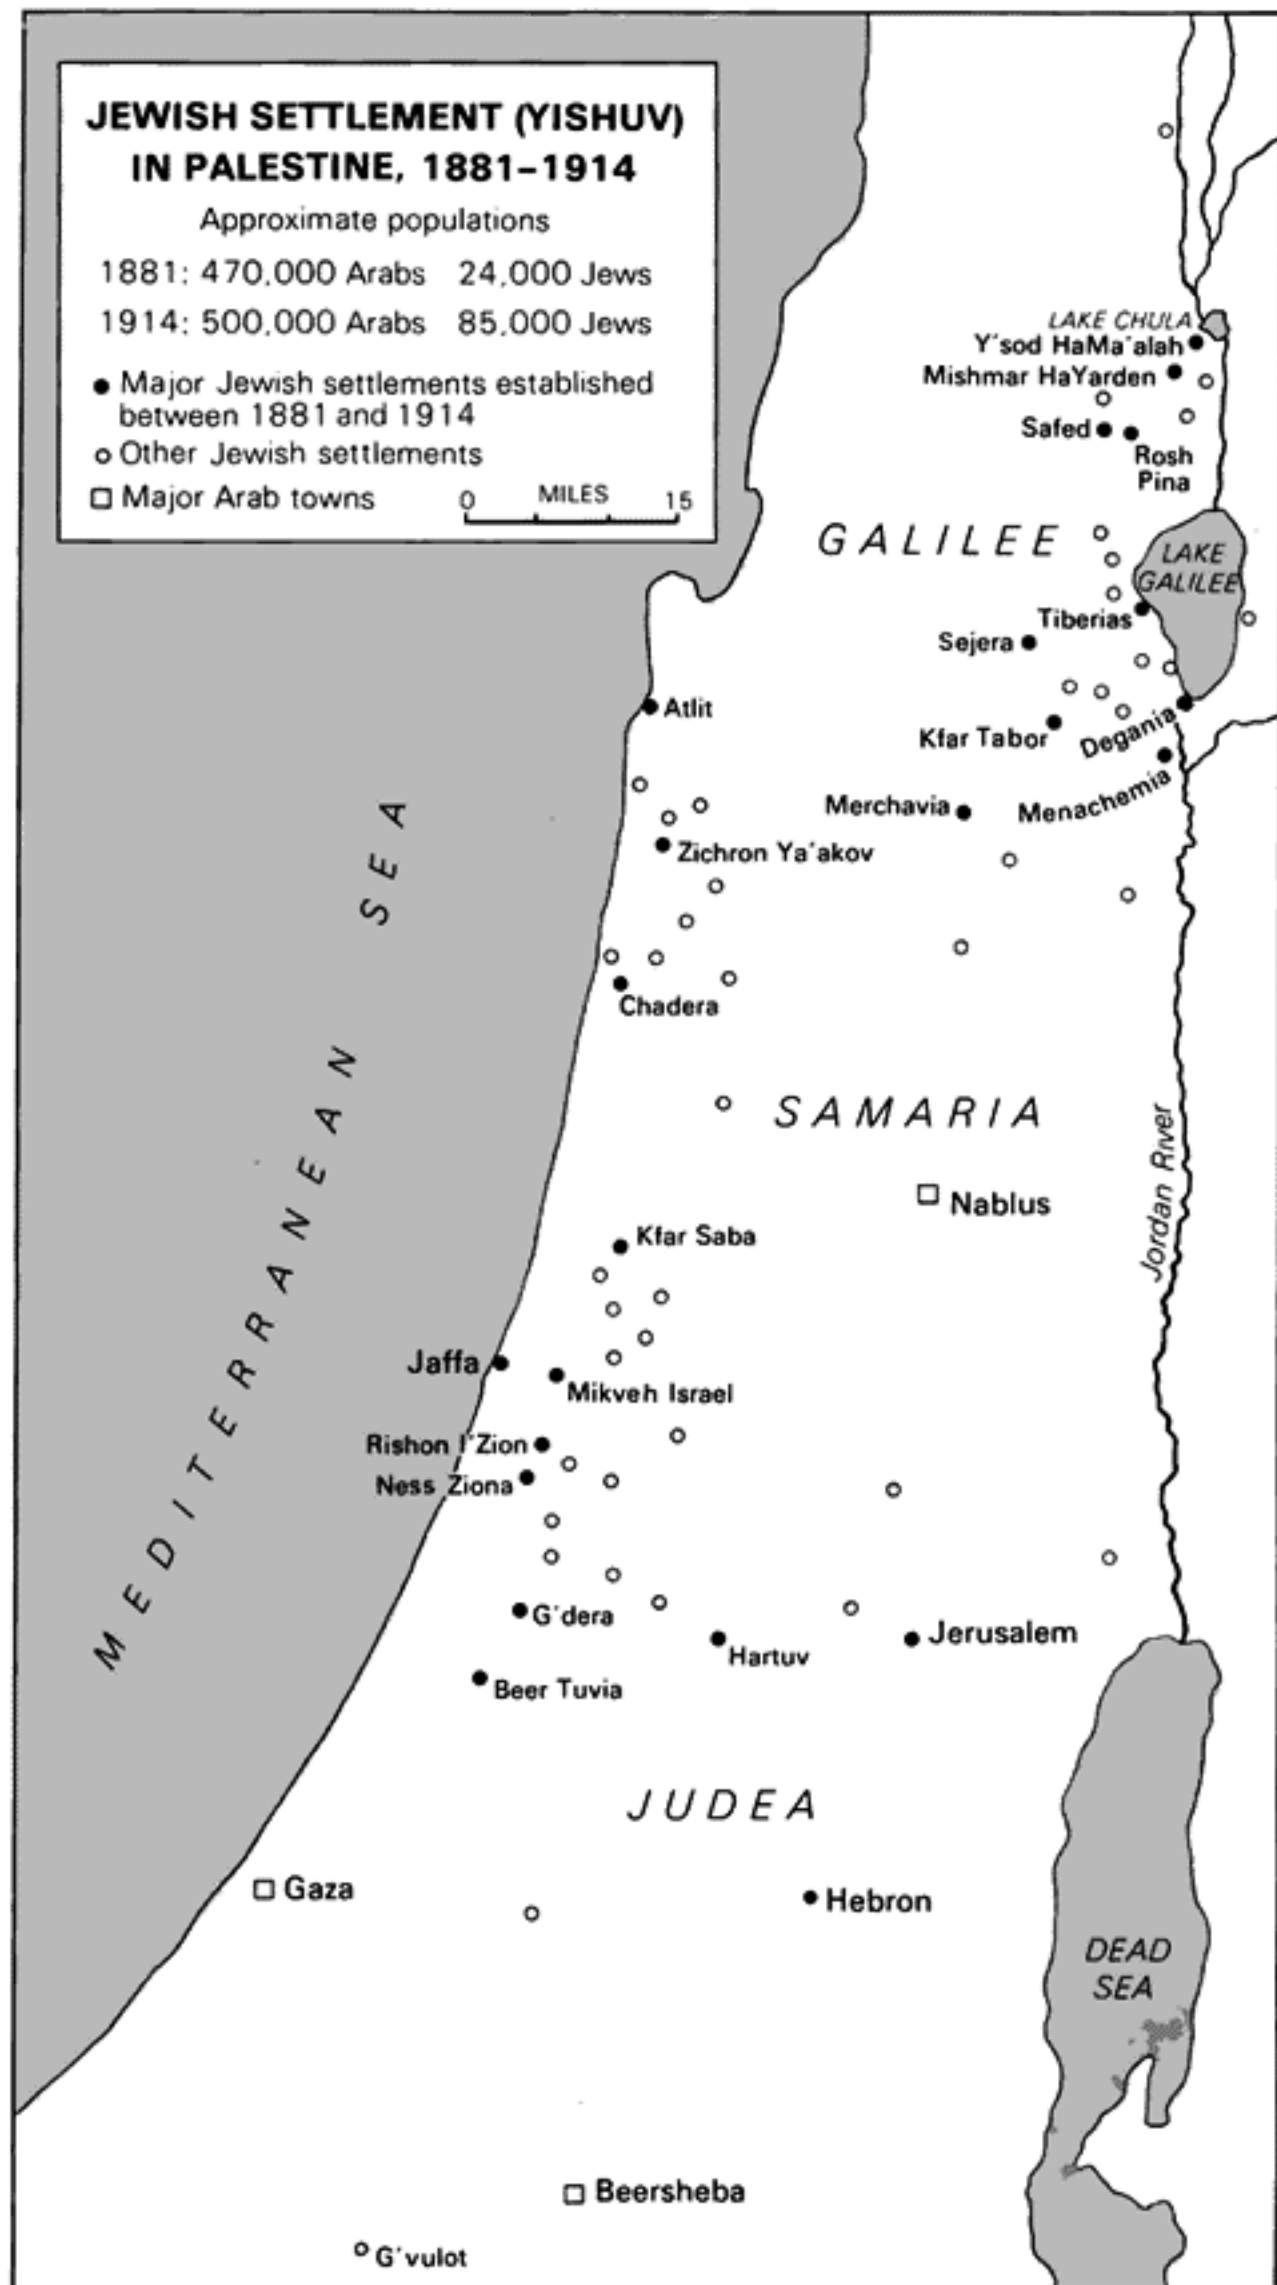 JEWISH SETTLEMENT (YISHUV)
IN PALESTINE, 1881–1914
Approximate populations
1881: 470,000 Arabs 24,000 Jews
1914: 500,000 Arabs 85,000 Jews
● Major Jewish settlements established
between 1881 and 1914
○ Other Jewish settlements
□ Major Arab towns
0 MILES 15
LAKE CHULA
Y'sod HaMa'alah
Mishmar HaYarden
Safed
Rosh
Pina
GALILEE
LAKE
GALILEE
Tiberias
Sejera
Atlit
Kfar Tabor
Degania
Menachemia
Merchavia
Zichron Ya'akov
Chadera
MEDITERRANEAN SEA
SAMARIA
Jordan River
Nablus
Kfar Saba
Jaffa
Mikveh Israel
Rishon l'Zion
Ness Ziona
G'dera
Hartuv
Jerusalem
Beer Tuvia
JUDEA
Gaza
Hebron
DEAD
SEA
Beersheba
G'vulot